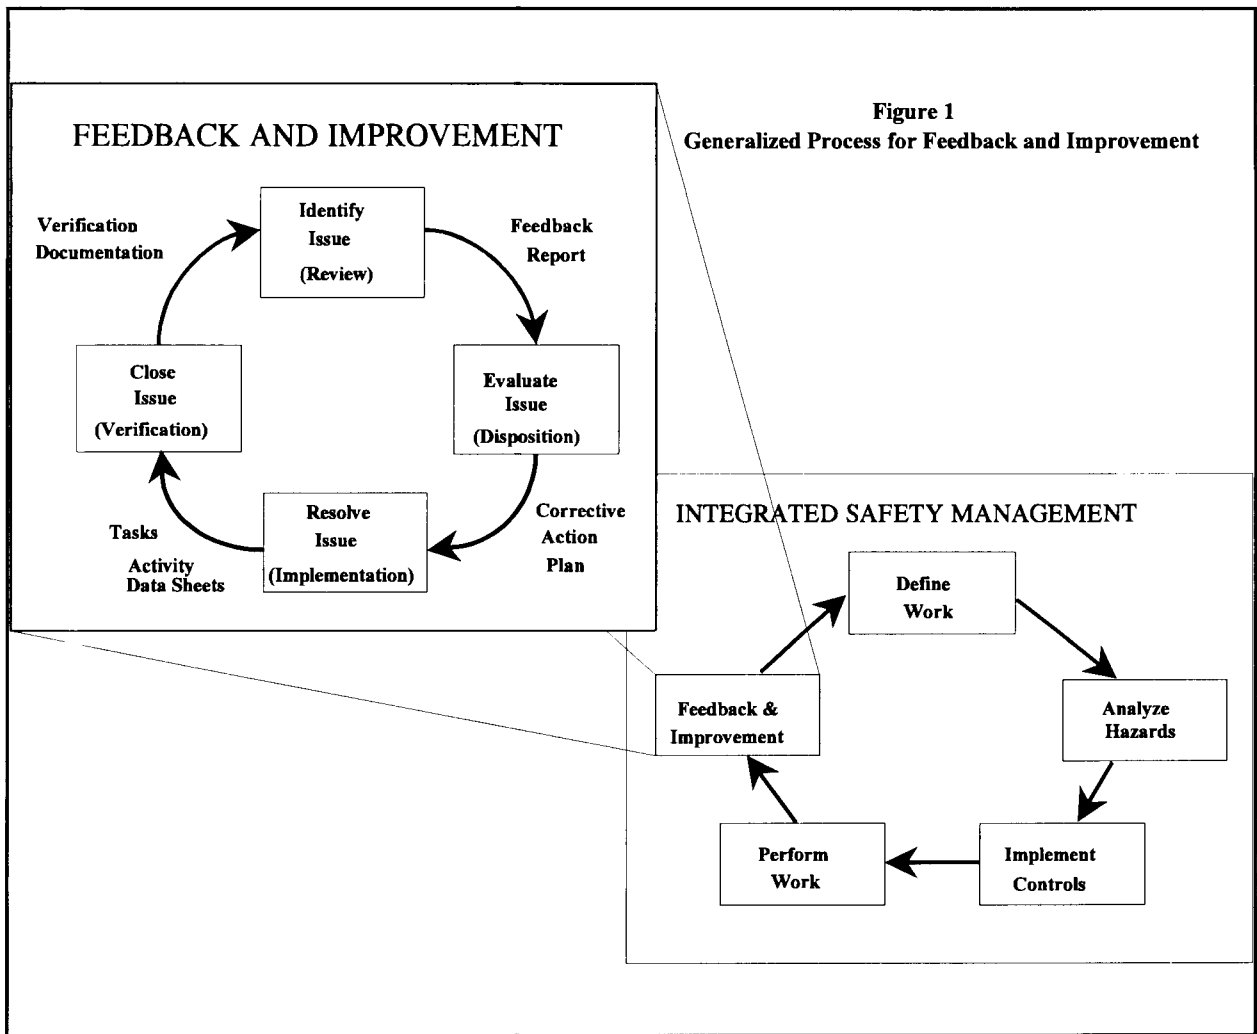 Figure 1
Generalized Process for Feedback and Improvement
FEEDBACK AND IMPROVEMENT
Identify
Issue
(Review)
Feedback
Report
Evaluate
Issue
(Disposition)
Corrective
Action
Plan
Resolve
Issue
(Implementation)
Tasks
Activity
Data Sheets
Close
Issue
(Verification)
Verification
Documentation
INTEGRATED SAFETY MANAGEMENT
Define
Work
Analyze
Hazards
Implement
Controls
Perform
Work
Feedback &
Improvement